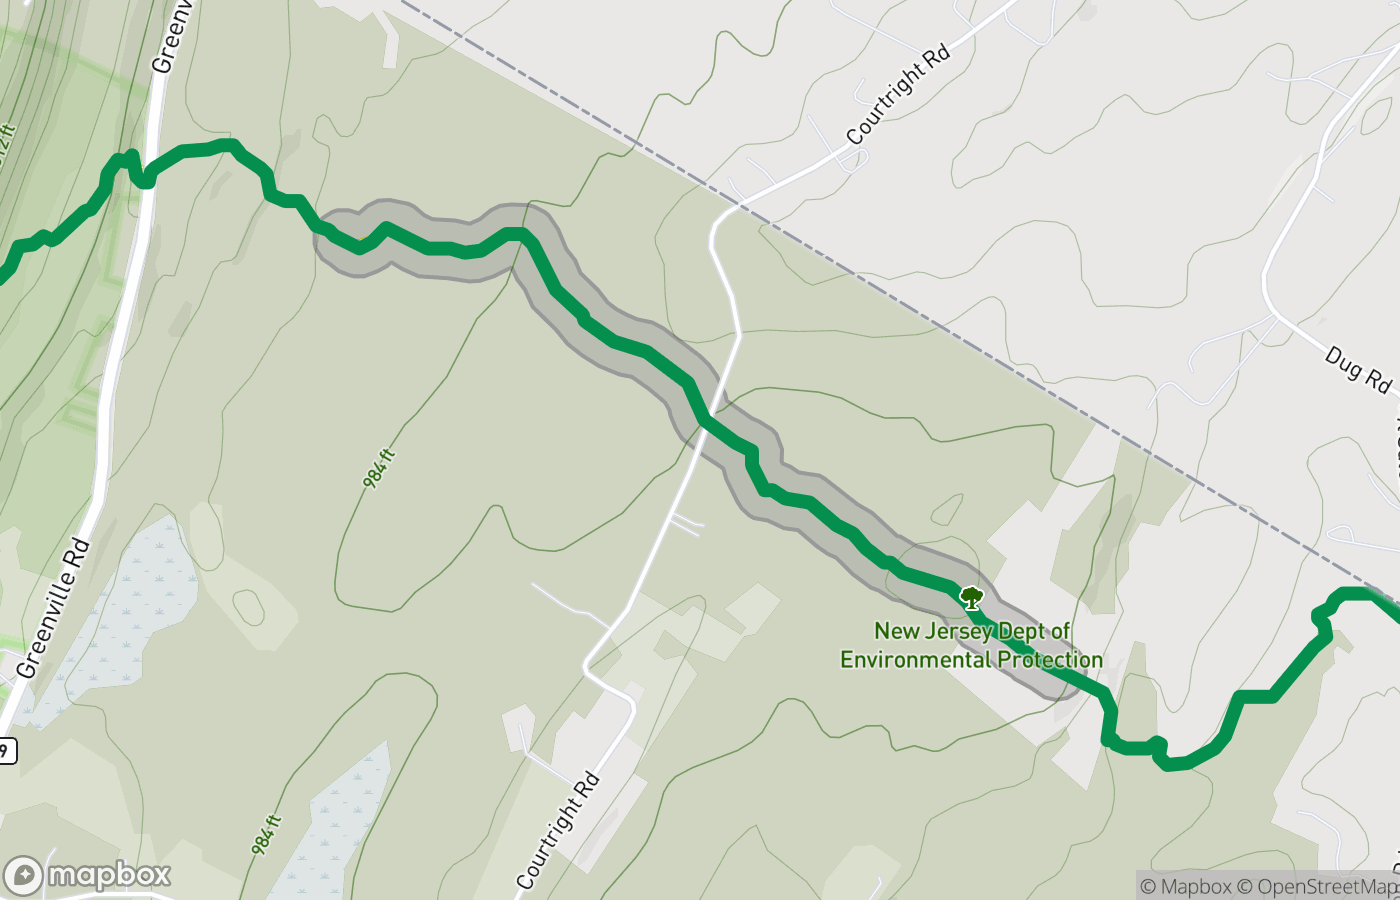 Greenv
Courtright Rd
Dug Rd
984 ft
Greenville Rd
New Jersey Dept of
Environmental Protection
9
984 ft
Courtright Rd
mapbox
© Mapbox © OpenStreetMap